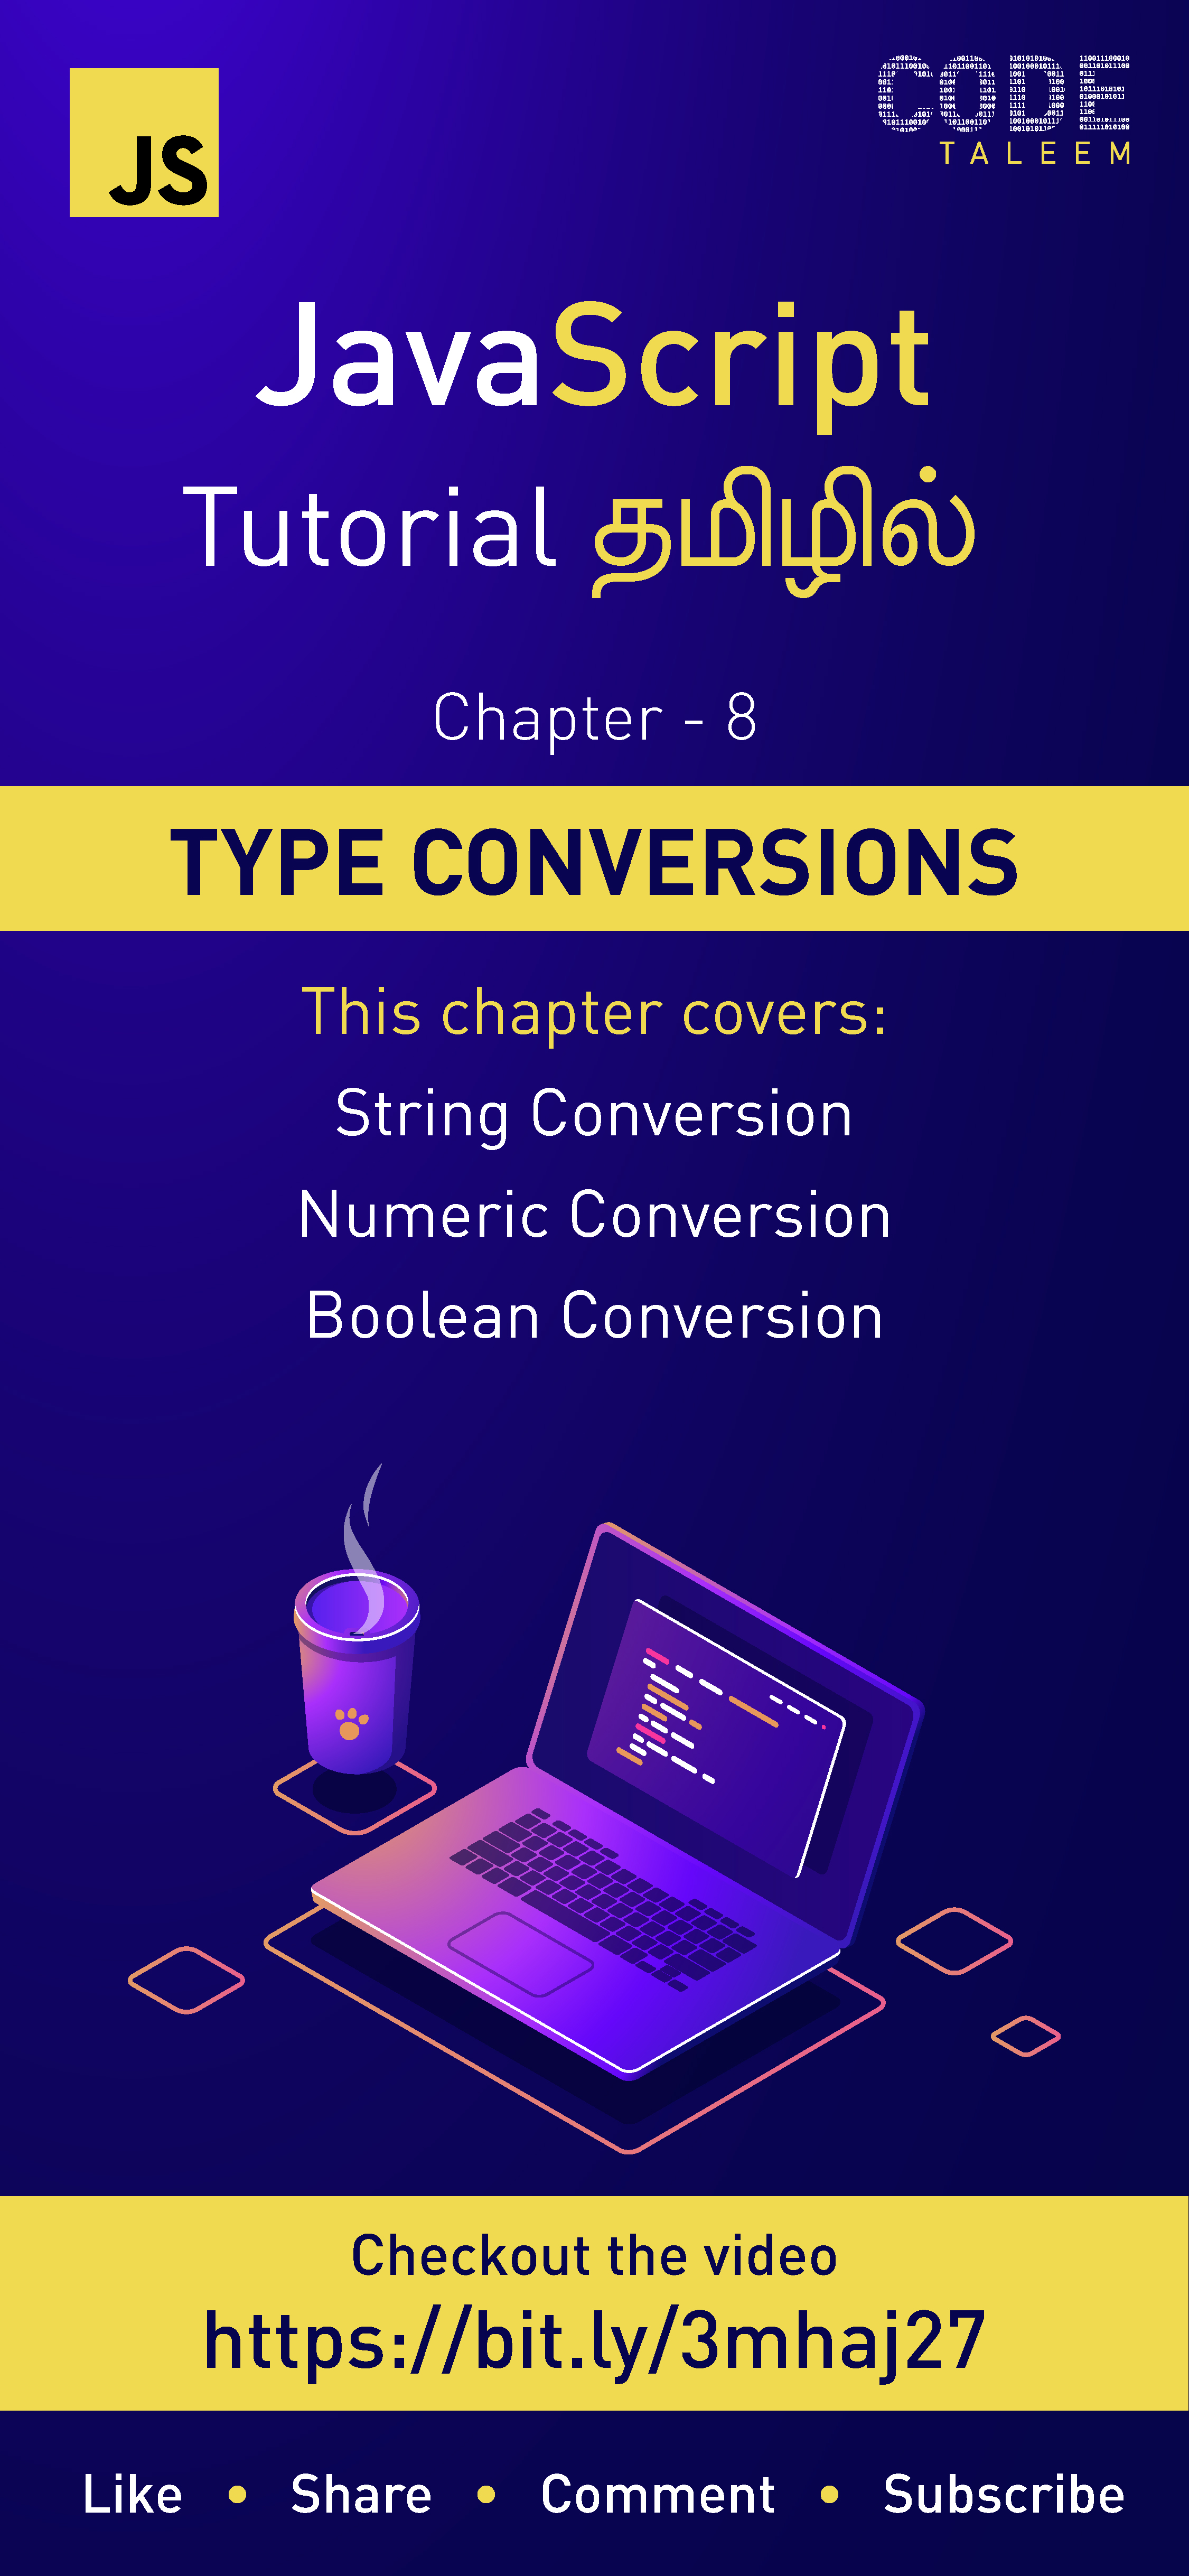 JS
CODE
TALEEM
JavaScript
Tutorial தமிழில்
Chapter - 8
TYPE CONVERSIONS
This chapter covers:
String Conversion
Numeric Conversion
Boolean Conversion
Checkout the video
https://bit.ly/3mhaj27
Like • Share • Comment • Subscribe